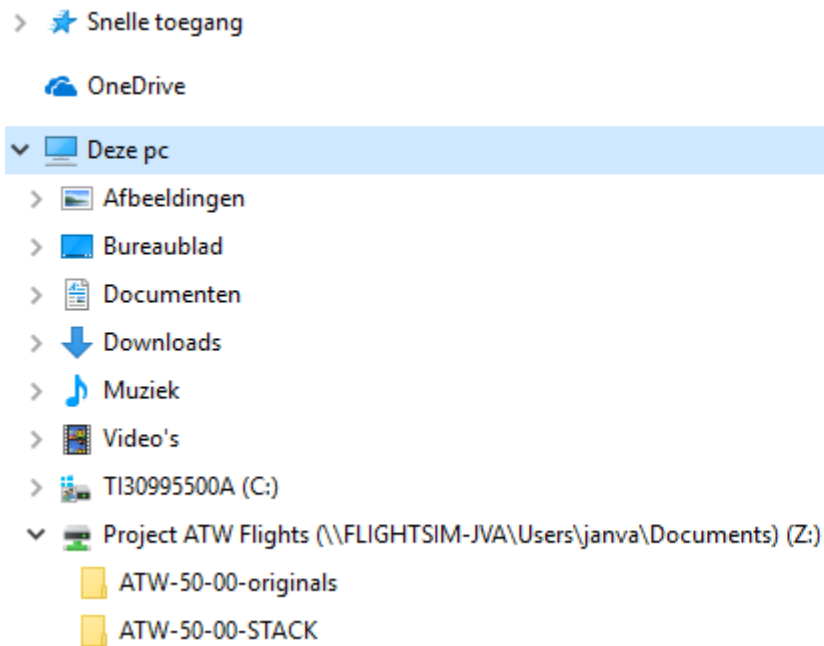 Snelle toegang
OneDrive
Deze pc
Afbeeldingen
Bureaublad
Documenten
Downloads
Muziek
Video's
TI30995500A (C:)
Project ATW Flights (\\FLIGHTSIM-JVA\Users\janva\Documents) (Z:)
ATW-50-00-originals
ATW-50-00-STACK